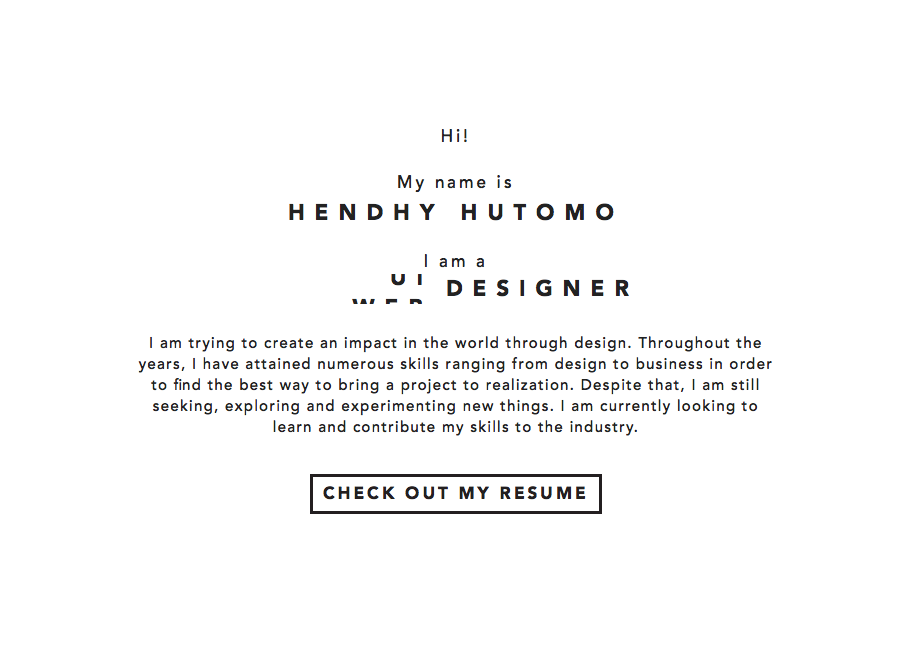 Hi!
My name is
HENDHY HUTOMO
I am a
UI
WEB DESIGNER
I am trying to create an impact in the world through design. Throughout the
years, I have attained numerous skills ranging from design to business in order
to find the best way to bring a project to realization. Despite that, I am still
seeking, exploring and experimenting new things. I am currently looking to
learn and contribute my skills to the industry.
CHECK OUT MY RESUME